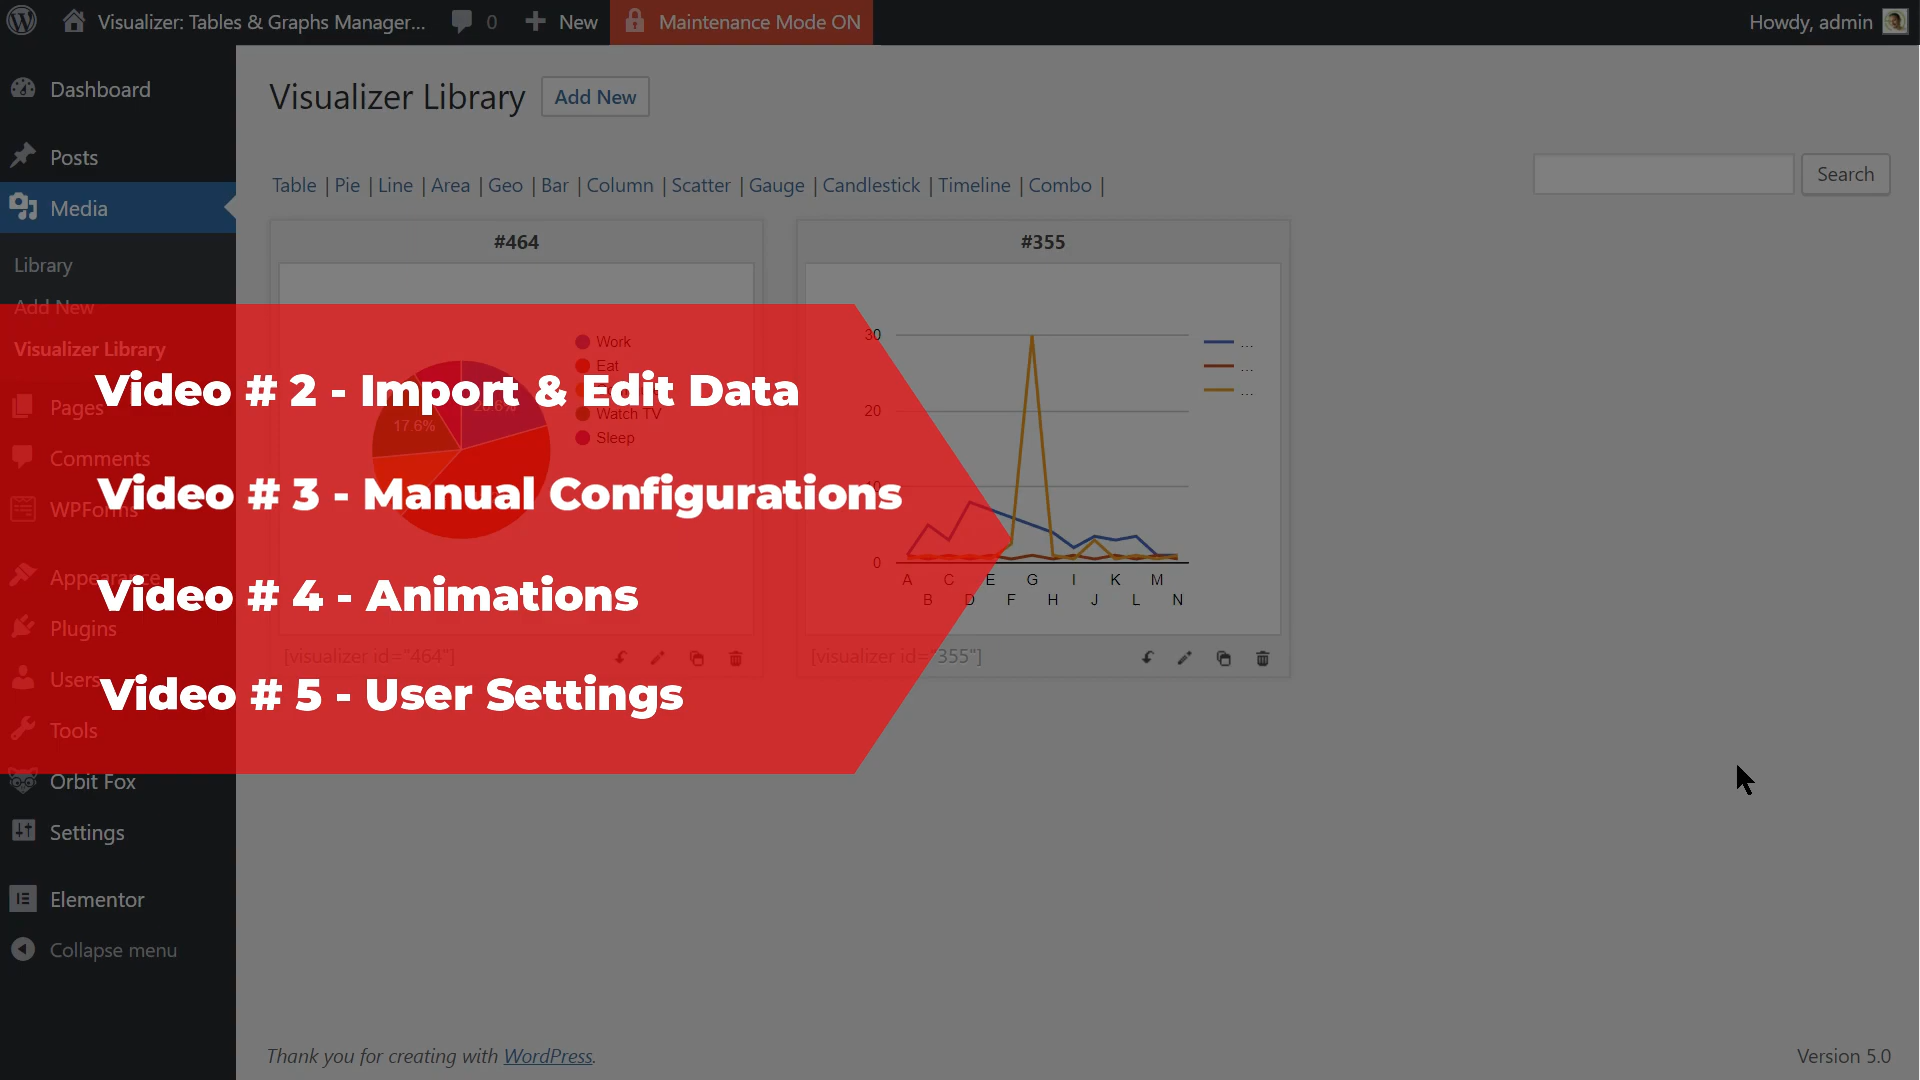 Visualizer: Tables & Graphs Manager...
0
New
Maintenance Mode ON
Howdy, admin
Dashboard
Posts
Media
Library
Add New
Visualizer Library
Pages
Comments
WPForms
Appearance
Plugins
Users
Tools
Orbit Fox
Settings
Elementor
Collapse menu
Visualizer Library
Add New
Table | Pie | Line | Area | Geo | Bar | Column | Scatter | Gauge | Candlestick | Timeline | Combo |
Search
#464
Work
Eat
Watch TV
Sleep
17.6%
[visualizer id="464"]
#355
30
20
0
...
...
...
A C E G I K M
B D F H J L N
[visualizer id="355"]
Video # 2 - Import & Edit Data
Video # 3 - Manual Configurations
Video # 4 - Animations
Video # 5 - User Settings
Thank you for creating with WordPress.
Version 5.0